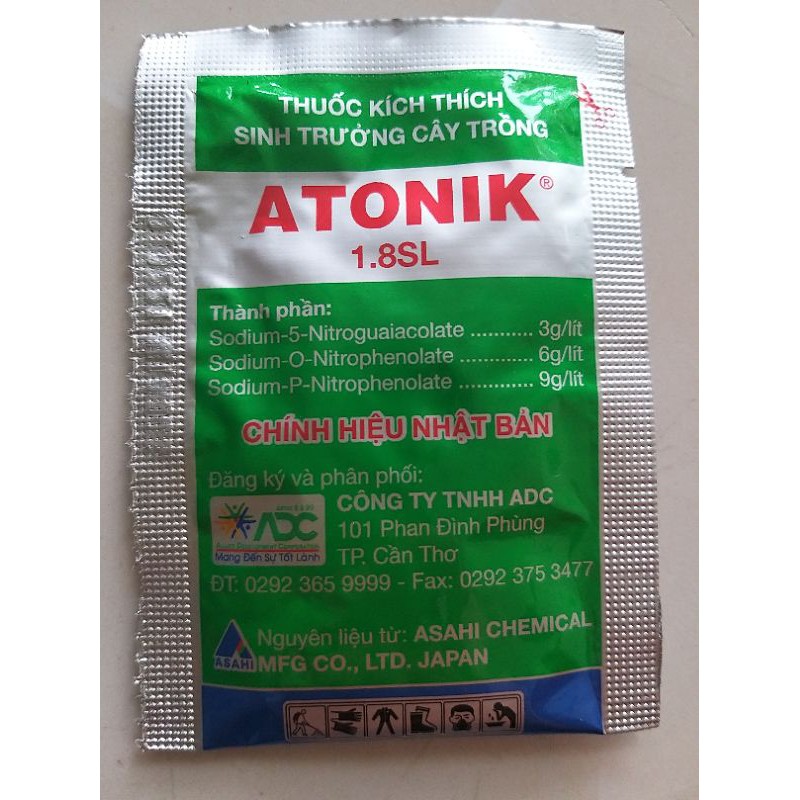 THUỐC KÍCH THÍCH
SINH TRƯỞNG CÂY TRỒNG
ATONIK®
1.8SL
Thành phần:
Sodium-5-Nitroguaiacolate ........... 3g/lít
Sodium-O-Nitrophenolate ............. 6g/lít
Sodium-P-Nitrophenolate ............. 9g/lít
CHÍNH HIỆU NHẬT BẢN
Đăng ký và phân phối:
ADC
Mang Đến Sự Tốt Lành
CÔNG TY TNHH ADC
101 Phan Đình Phùng
TP. Cần Thơ
ĐT: 0292 365 9999 - Fax: 0292 375 3477
ASAHI
Nguyên liệu từ: ASAHI CHEMICAL
MFG CO., LTD. JAPAN